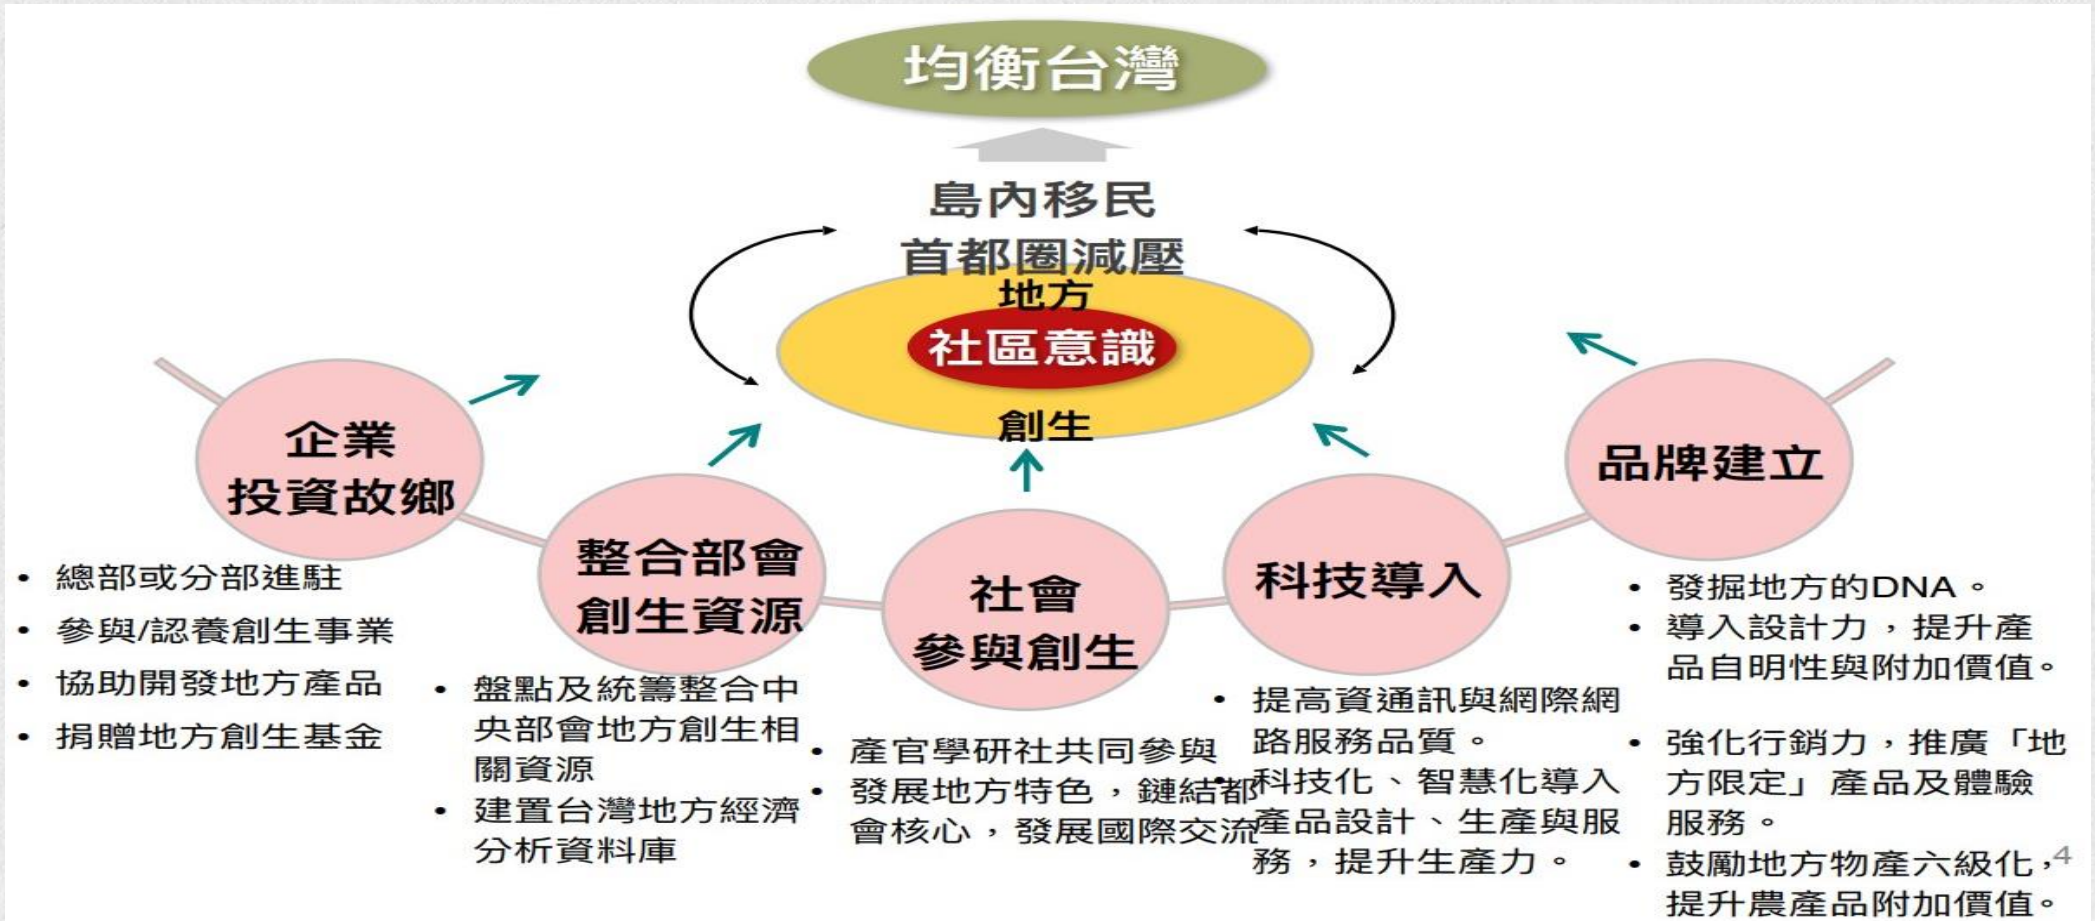 均衡台灣
島內移民
首都圈減壓
地方
社區意識
創生
企業
投資故鄉
• 總部或分部進駐
• 參與/認養創生事業
• 協助開發地方產品
• 捐贈地方創生基金
整合部會
創生資源
• 盤點及統籌整合中
央部會地方創生相
關資源
• 建置台灣地方經濟
分析資料庫
社會
參與創生
• 產官學研社共同參與
• 發展地方特色，鏈結都
會核心，發展國際交流
科技導入
• 提高資通訊與網際網
路服務品質。
• 科技化、智慧化導入
產品設計、生產與服
務，提升生產力。
品牌建立
• 發掘地方的DNA。
• 導入設計力，提升產
品自明性與附加價值。
• 強化行銷力，推廣「地
方限定」產品及體驗
服務。
• 鼓勵地方物產六級化，
提升農產品附加價值。
4